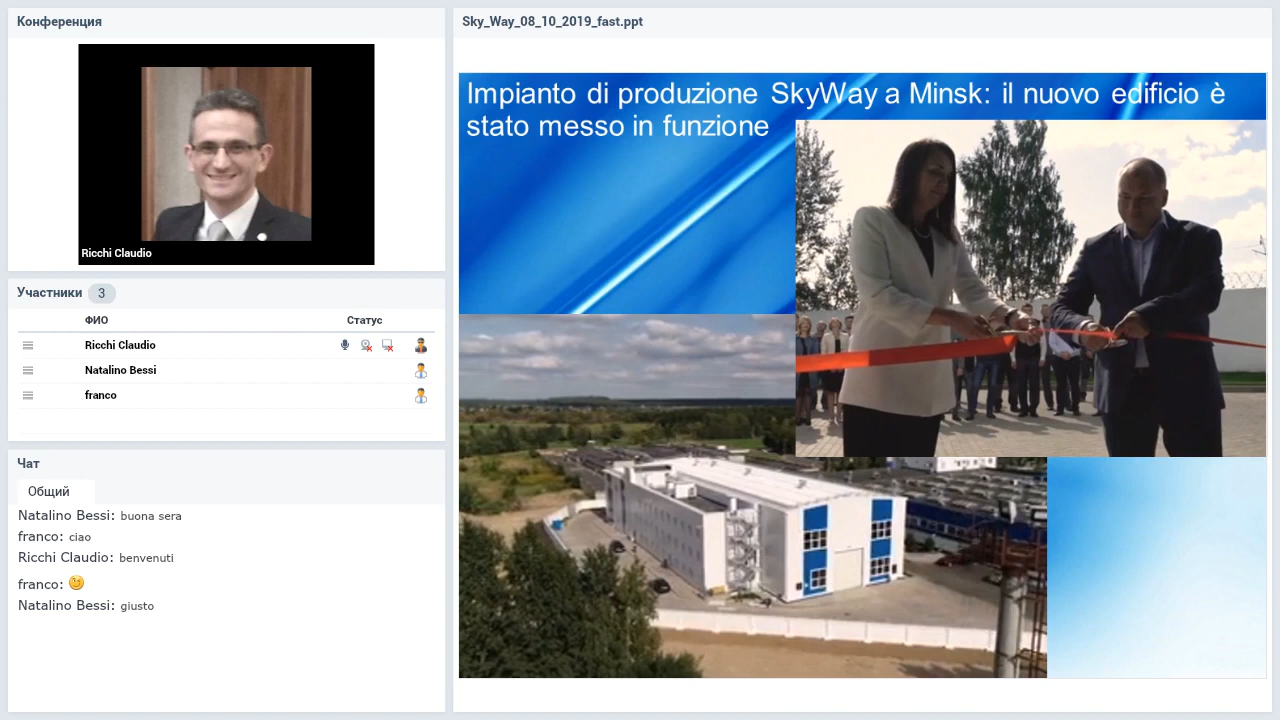 Конференция
Ricchi Claudio
Участники 3
ФИО Статус
Ricchi Claudio
Natalino Bessi
franco
Чат
Общий
Natalino Bessi: buona sera
franco: ciao
Ricchi Claudio: benvenuti
franco:
Natalino Bessi: giusto
Sky_Way_08_10_2019_fast.ppt
Impianto di produzione SkyWay a Minsk: il nuovo edificio è
stato messo in funzione